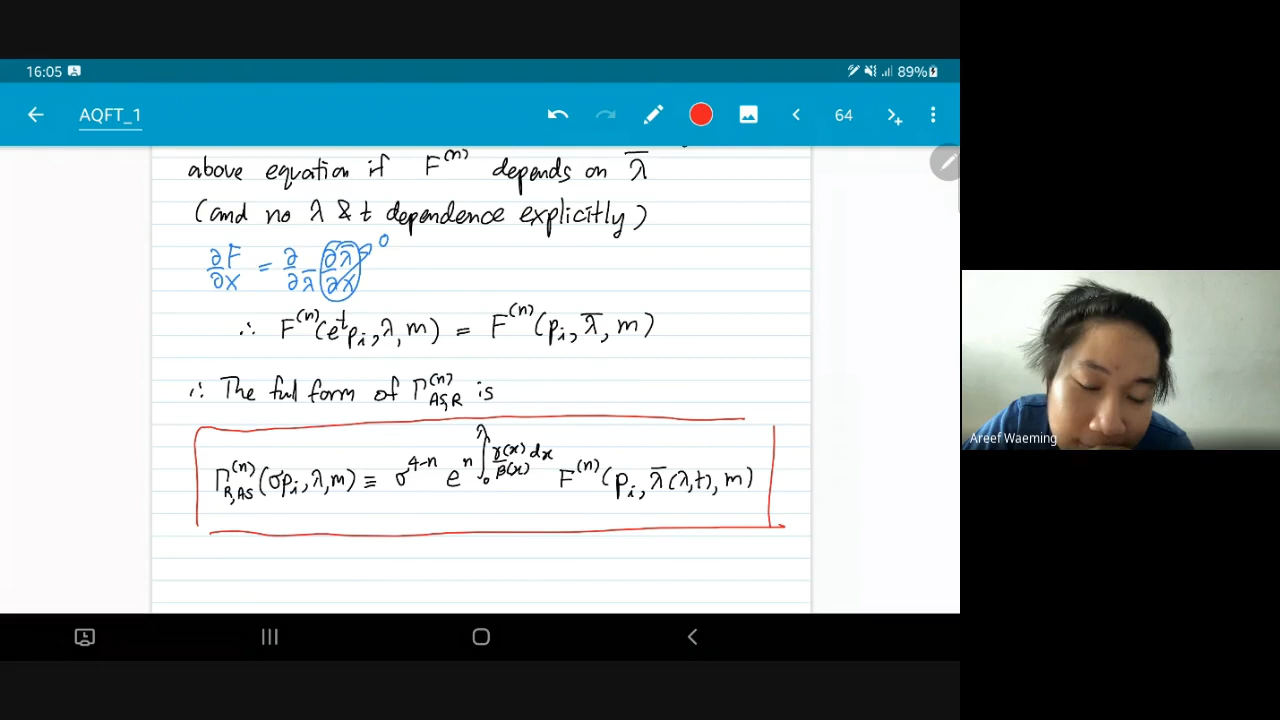 16:05 89%
AQFT_1 64
above equation if F^(n) depends on λ̄
(and no λ & t dependence explicitly)
∂F/∂x = ∂/∂λ̄ ∂λ̄/∂x 0
∴ F^(n)(e^t p_i, λ, m) = F^(n)(p_i, λ̄, m)
∴ The full form of Γ^(n)_AS,R is
Γ^(n)_R,AS(σp_i, λ, m) ≡ σ^4-n e^n∫_0^λ γ(x)/β(x) dx F^(n)(p_i, λ̄(λ,t), m)
Areef Waeming